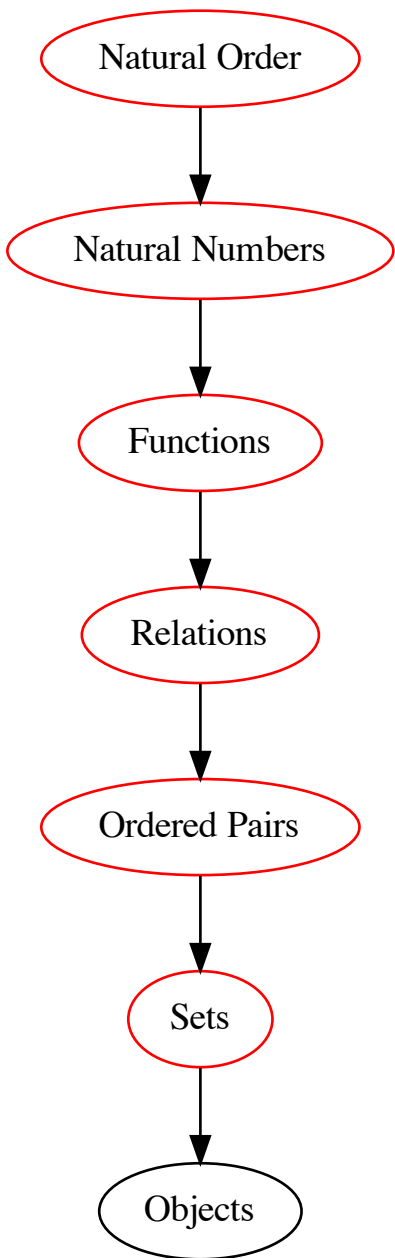 Natural Order
Natural Numbers
Functions
Relations
Ordered Pairs
Sets
Objects